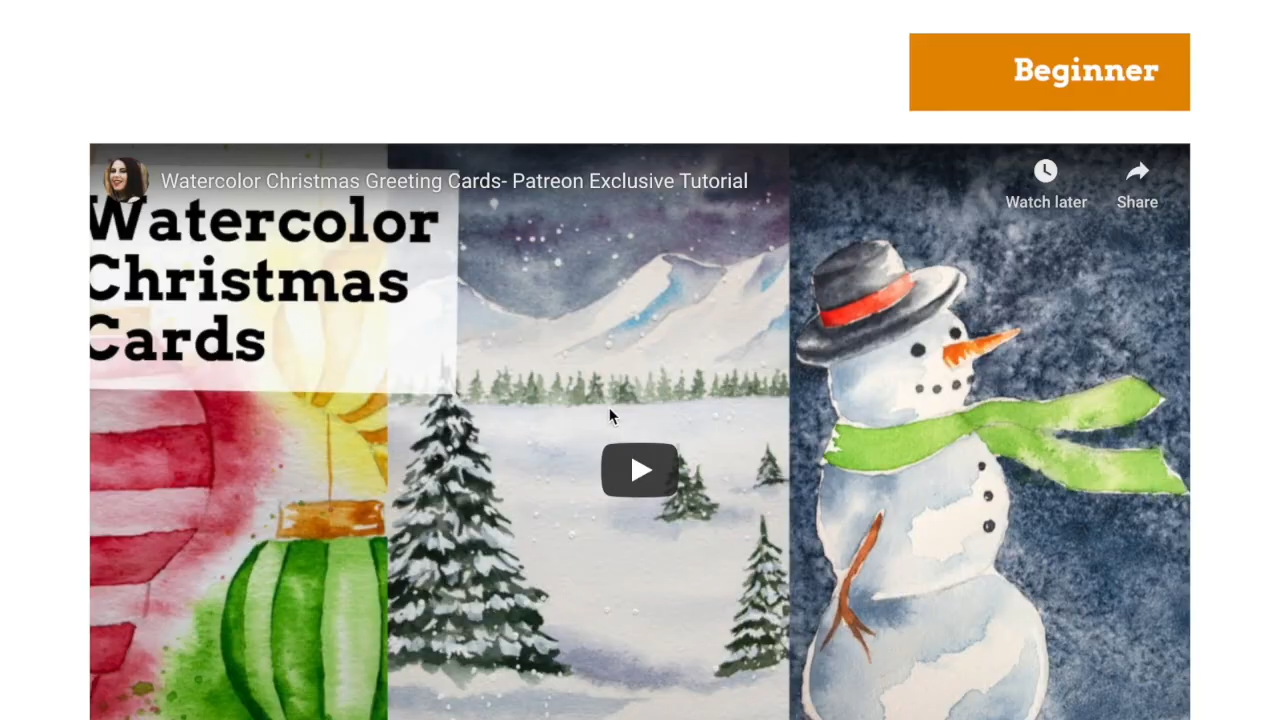 Beginner
Watercolor Christmas Greeting Cards- Patreon Exclusive Tutorial
Watch later
Share
Watercolor
Christmas
Cards